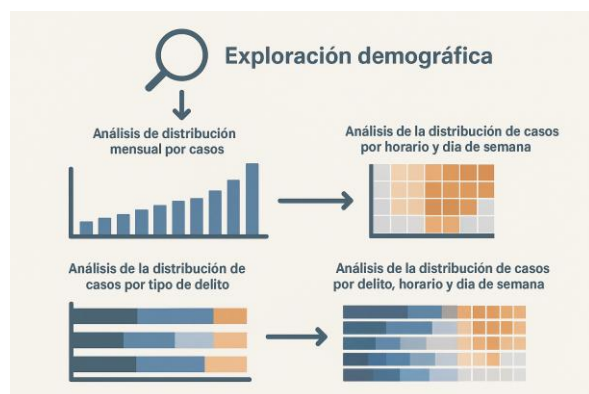 Exploración demográfica
Análisis de distribución
mensual por casos
Análisis de la distribución de casos
por horario y dia de semana
Análisis de la distribución de
casos por tipo de delito
Análisis de la distribución de casos
por delito, horario y dia de semana